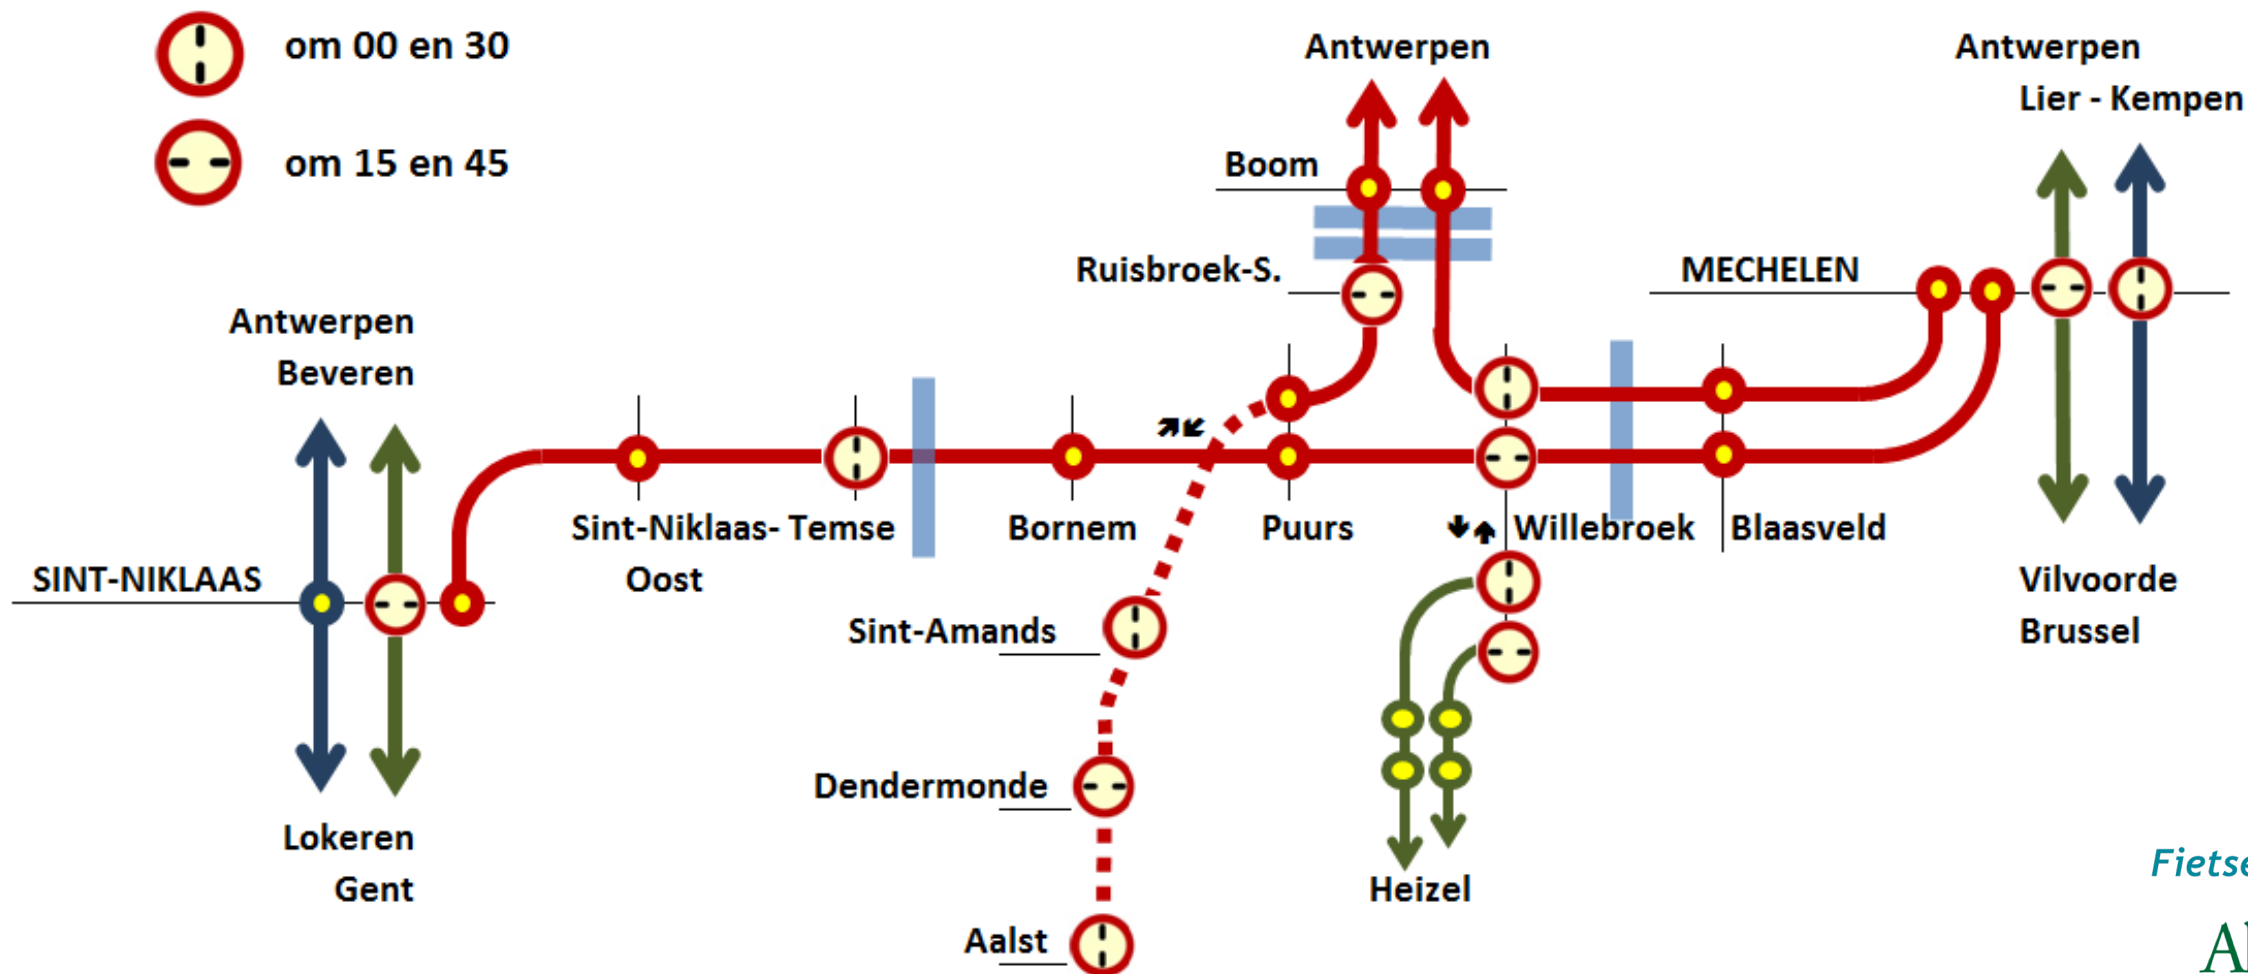 om 00 en 30
om 15 en 45
Antwerpen
Antwerpen
Lier - Kempen
Boom
Ruisbroek-S.
MECHELEN
Antwerpen
Beveren
Sint-Niklaas-
Oost
Temse
Bornem
Puurs
Willebroek
Blaasveld
SINT-NIKLAAS
Sint-Amands
Vilvoorde
Brussel
Dendermonde
Lokeren
Gent
Heizel
Aalst